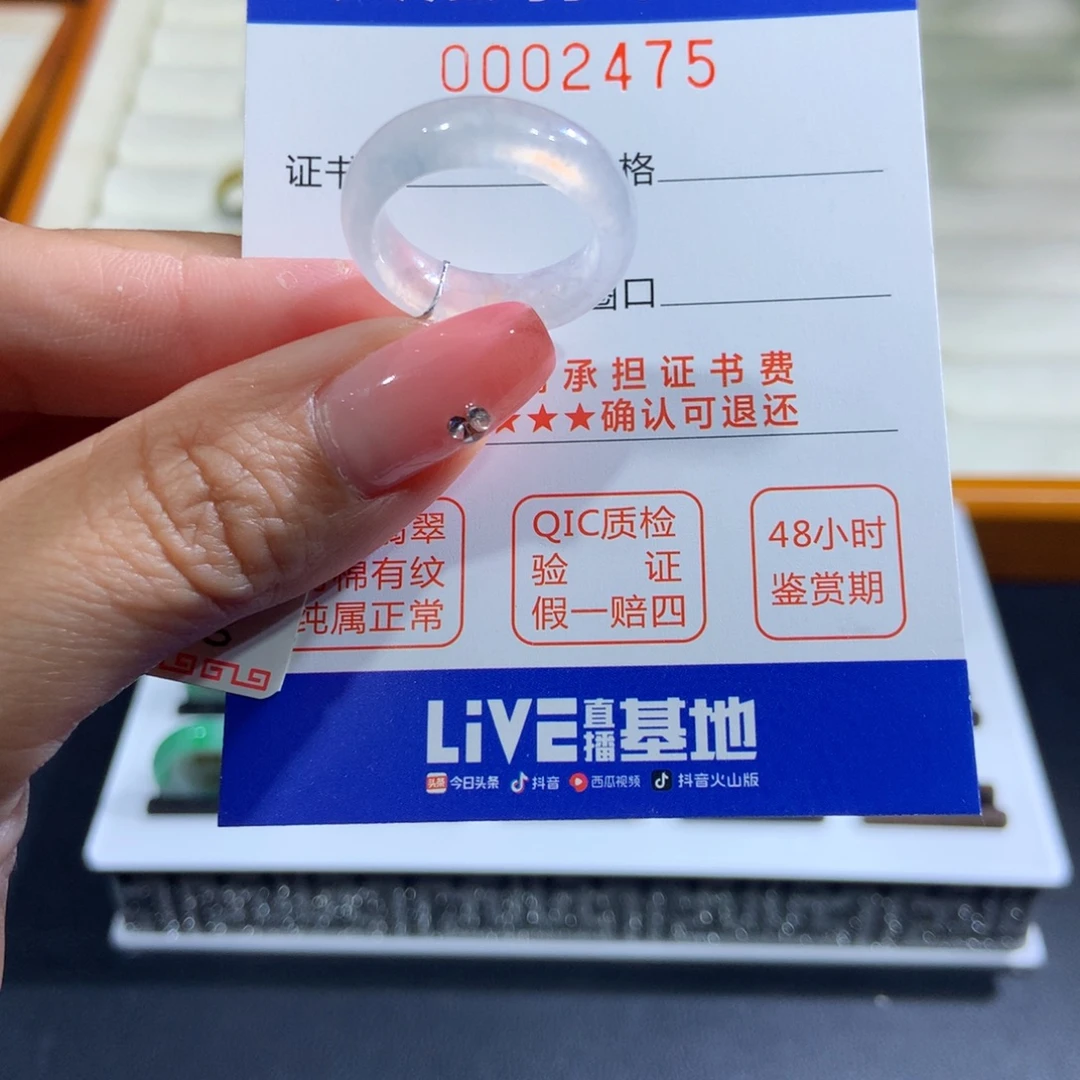 0002475
证书
格
口
承担证书费
★★★确认可退还
翠
棉有纹
纯属正常
QIC质检
验 证
假一赔四
48小时
鉴赏期
LiVE直播基地
头条 今日头条 抖音 西瓜视频 抖音火山版